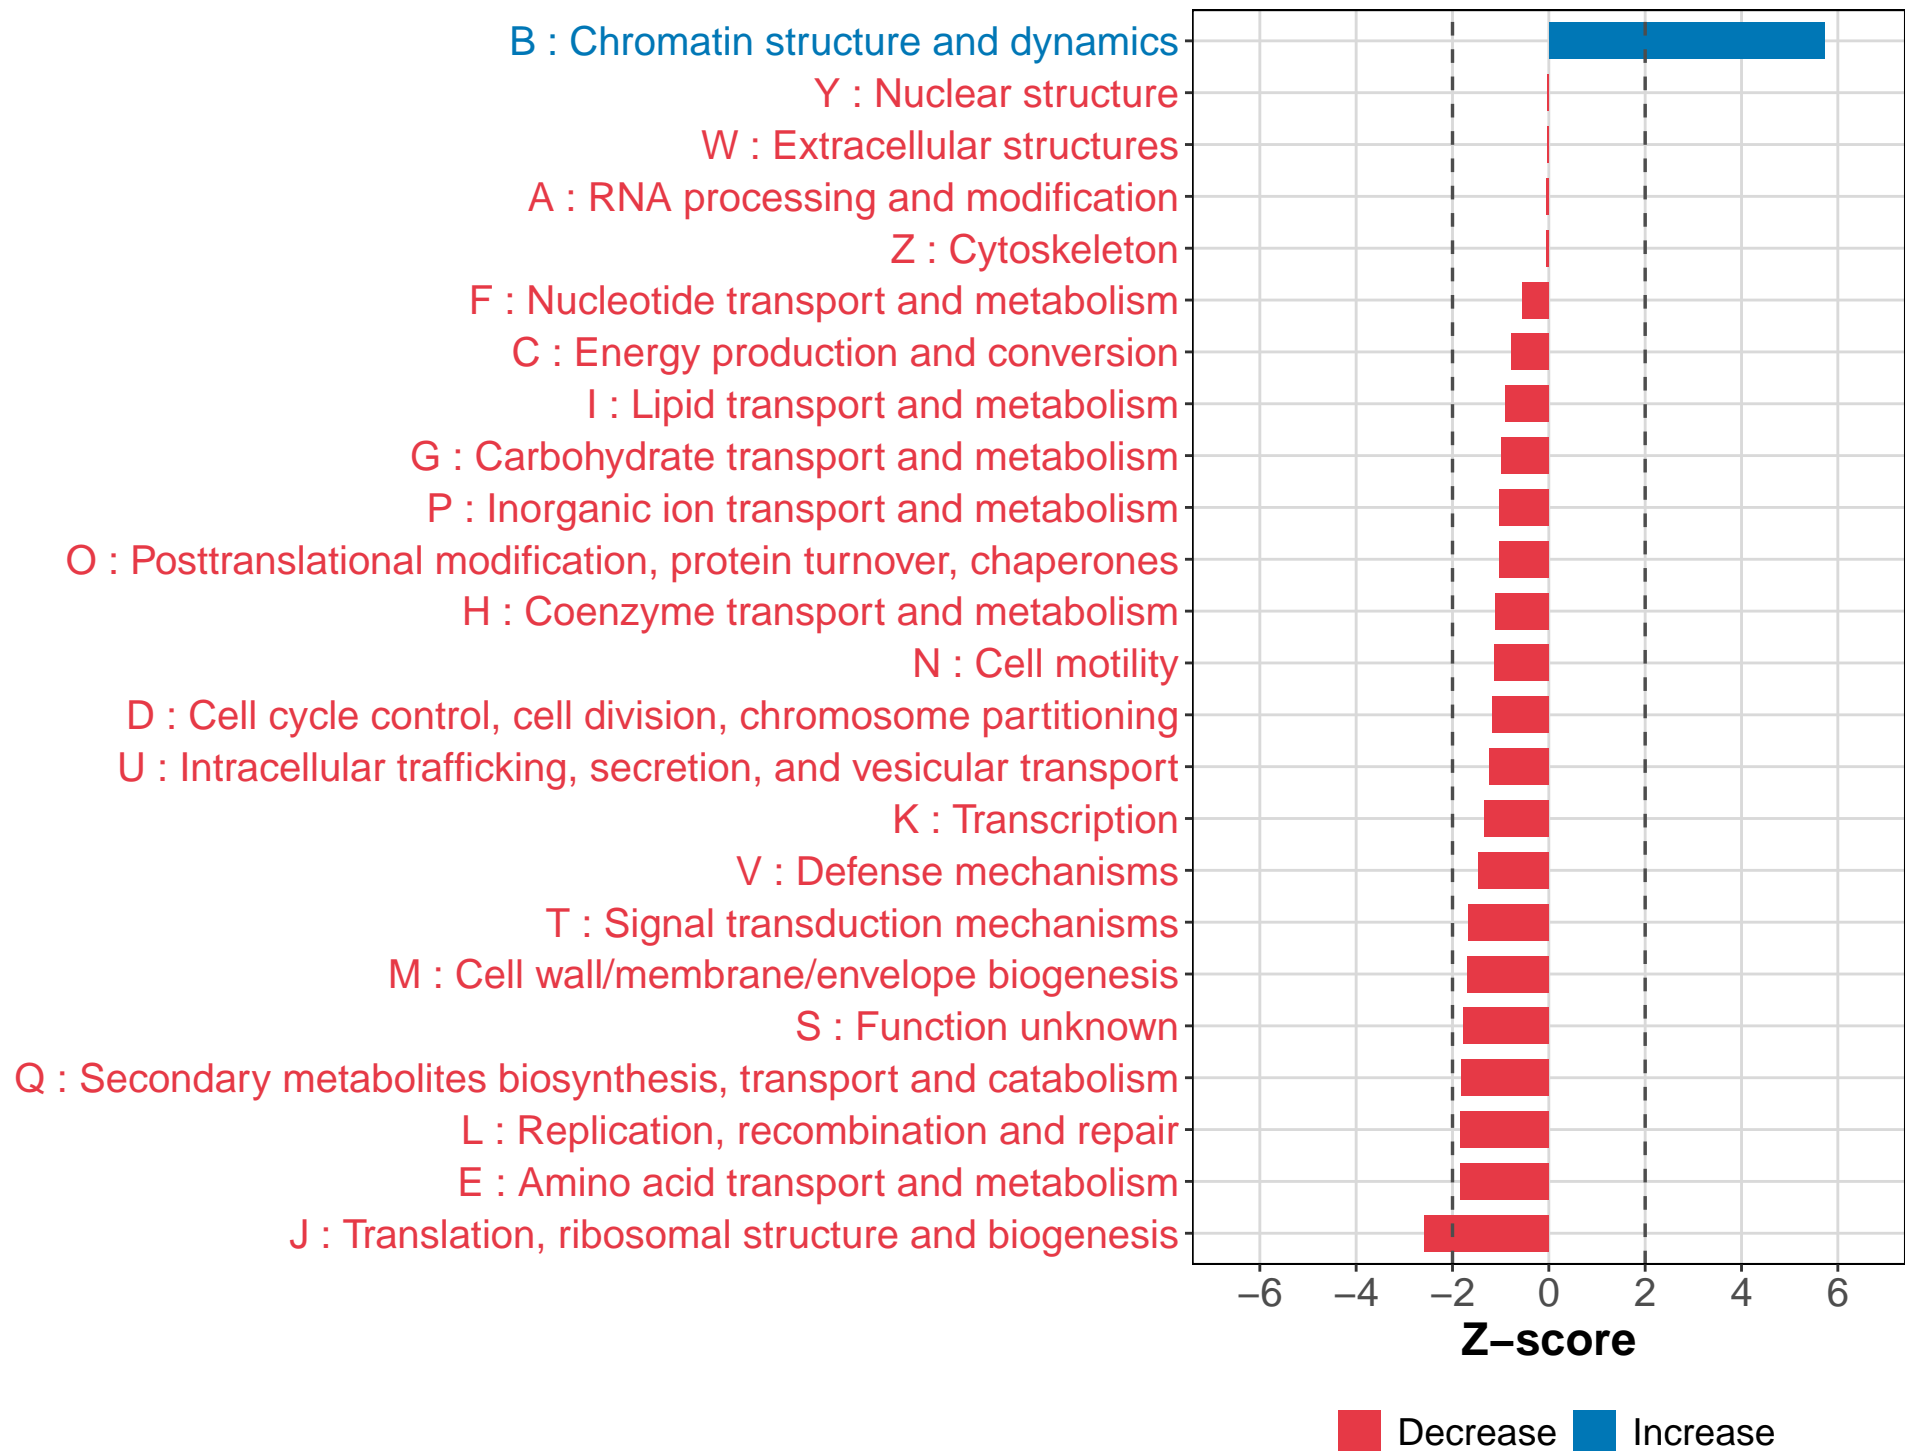 B : Chromatin structure and dynamics
Y : Nuclear structure
W : Extracellular structures
A : RNA processing and modification
Z : Cytoskeleton
F : Nucleotide transport and metabolism
C : Energy production and conversion
I : Lipid transport and metabolism
G : Carbohydrate transport and metabolism
P : Inorganic ion transport and metabolism
O : Posttranslational modification, protein turnover, chaperones
H : Coenzyme transport and metabolism
N : Cell motility
D : Cell cycle control, cell division, chromosome partitioning
U : Intracellular trafficking, secretion, and vesicular transport
K : Transcription
V : Defense mechanisms
T : Signal transduction mechanisms
M : Cell wall/membrane/envelope biogenesis
S : Function unknown
Q : Secondary metabolites biosynthesis, transport and catabolism
L : Replication, recombination and repair
E : Amino acid transport and metabolism
J : Translation, ribosomal structure and biogenesis
−6 −4 −2 0 2 4 6
Z−score
Decrease Increase